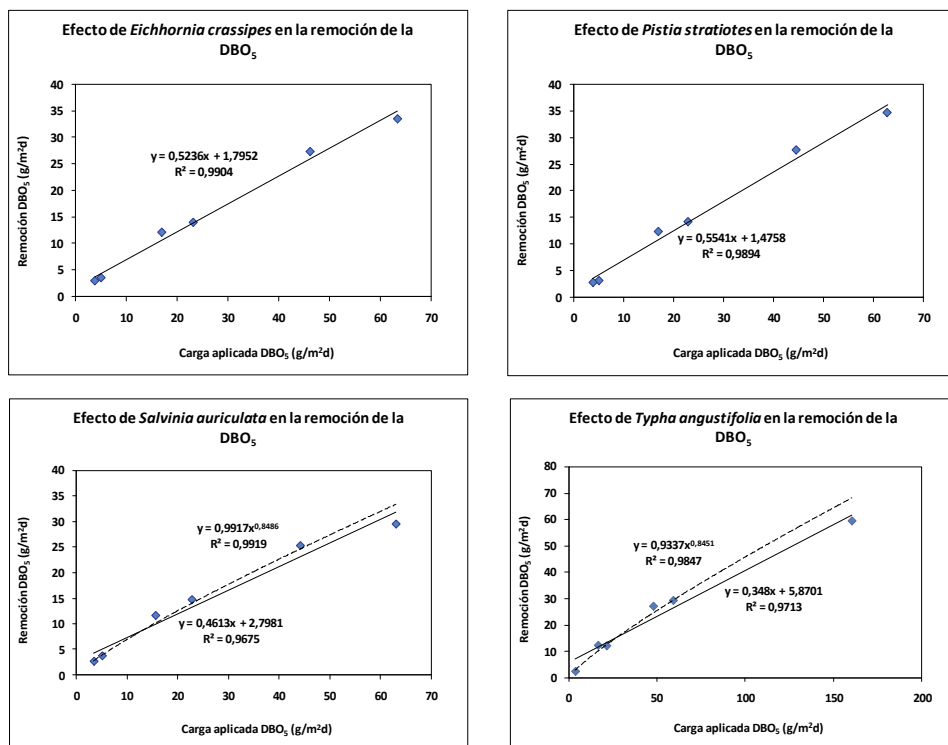 Efecto de Eichhornia crassipes en la remoción de la
DBO₅
Remoción DBO₅ (g/m²d)
40
35
30
25
20
15
10
5
0
y = 0,5236x + 1,7952
R² = 0,9904
0 10 20 30 40 50 60 70
Carga aplicada DBO₅ (g/m²d)
Efecto de Pistia stratiotes en la remoción de la
DBO₅
Remoción DBO₅ (g/m²d)
40
35
30
25
20
15
10
5
0
y = 0,5541x + 1,4758
R² = 0,9894
0 10 20 30 40 50 60 70
Carga aplicada DBO₅ (g/m²d)
Efecto de Salvinia auriculata en la remoción de la
DBO₅
Remoción DBO₅ (g/m²d)
40
35
30
25
20
15
10
5
0
y = 0,9917x^0,8486
R² = 0,9919
y = 0,4613x + 2,7981
R² = 0,9675
0 10 20 30 40 50 60 70
Carga aplicada DBO₅ (g/m²d)
Efecto de Typha angustifolia en la remoción de la
DBO₅
Remoción DBO₅ (g/m²d)
80
70
60
50
40
30
20
10
0
y = 0,9337x^0,8451
R² = 0,9847
y = 0,348x + 5,8701
R² = 0,9713
0 50 100 150 200
Carga aplicada DBO₅ (g/m²d)